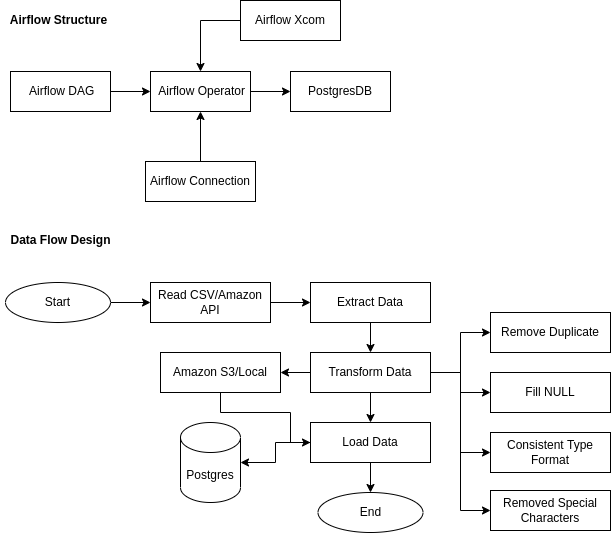 Airflow Structure
Airflow Xcom
Airflow DAG
Airflow Operator
PostgresDB
Airflow Connection
Data Flow Design
Start
Read CSV/Amazon
API
Extract Data
Remove Duplicate
Amazon S3/Local
Transform Data
Fill NULL
Load Data
Consistent Type
Format
Postgres
End
Removed Special
Characters